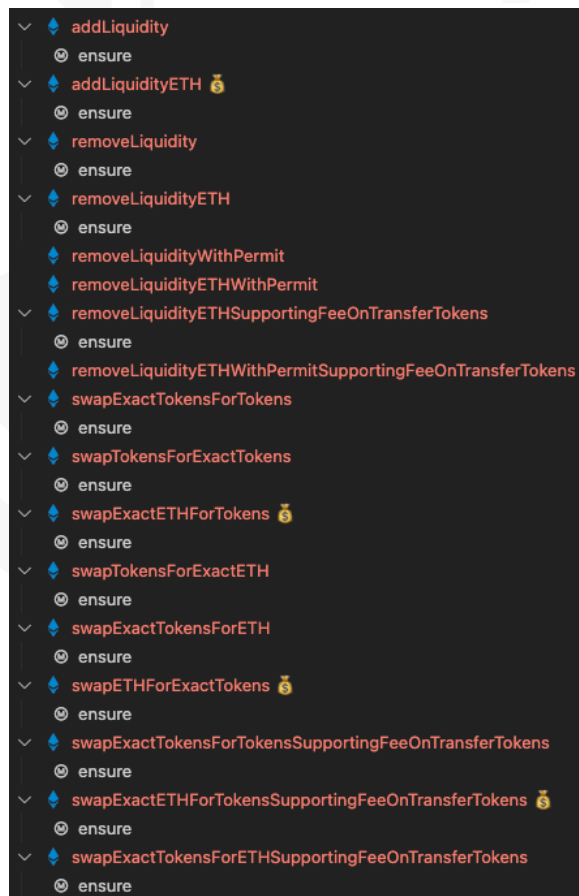 addLiquidity
ensure
addLiquidityETH 💰
ensure
removeLiquidity
ensure
removeLiquidityETH
ensure
removeLiquidityWithPermit
removeLiquidityETHWithPermit
removeLiquidityETHSupportingFeeOnTransferTokens
ensure
removeLiquidityETHWithPermitSupportingFeeOnTransferTokens
swapExactTokensForTokens
ensure
swapTokensForExactTokens
ensure
swapExactETHForTokens 💰
ensure
swapTokensForExactETH
ensure
swapExactTokensForETH
ensure
swapETHForExactTokens 💰
ensure
swapExactTokensForTokensSupportingFeeOnTransferTokens
ensure
swapExactETHForTokensSupportingFeeOnTransferTokens 💰
ensure
swapExactTokensForETHSupportingFeeOnTransferTokens
ensure